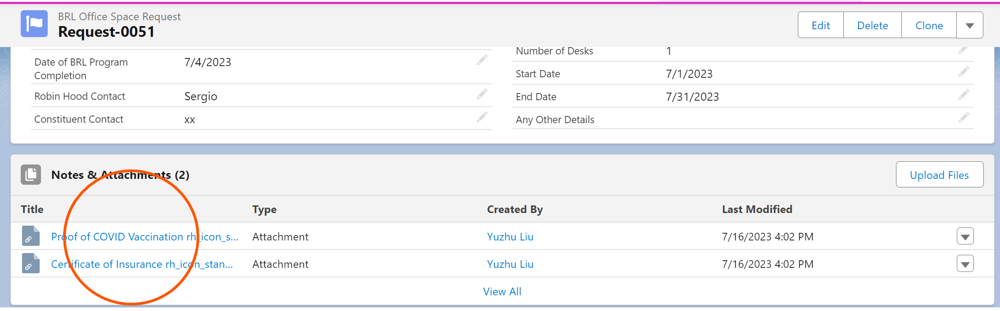 BRL Office Space Request
Request-0051
Edit
Delete
Clone
Date of BRL Program
Completion
7/4/2023
Robin Hood Contact
Sergio
Constituent Contact
xx
Number of Desks
1
Start Date
7/1/2023
End Date
7/31/2023
Any Other Details
Notes & Attachments (2)
Upload Files
Title Type Created By Last Modified
Proof of COVID Vaccination rh_icon_s... Attachment Yuzhu Liu 7/16/2023 4:02 PM
Certificate of Insurance rh_icon_stan... Attachment Yuzhu Liu 7/16/2023 4:02 PM
View All